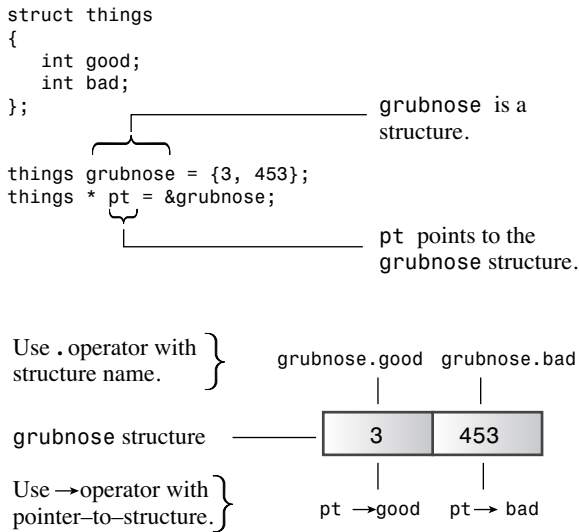 struct things
{
int good;
int bad;
};
grubnose is a
structure.
things grubnose = {3, 453};
things * pt = &grubnose;
pt points to the
grubnose structure.
Use . operator with
structure name.
grubnose.good grubnose.bad
grubnose structure
3 453
Use →operator with
pointer–to–structure.
pt →good pt→ bad